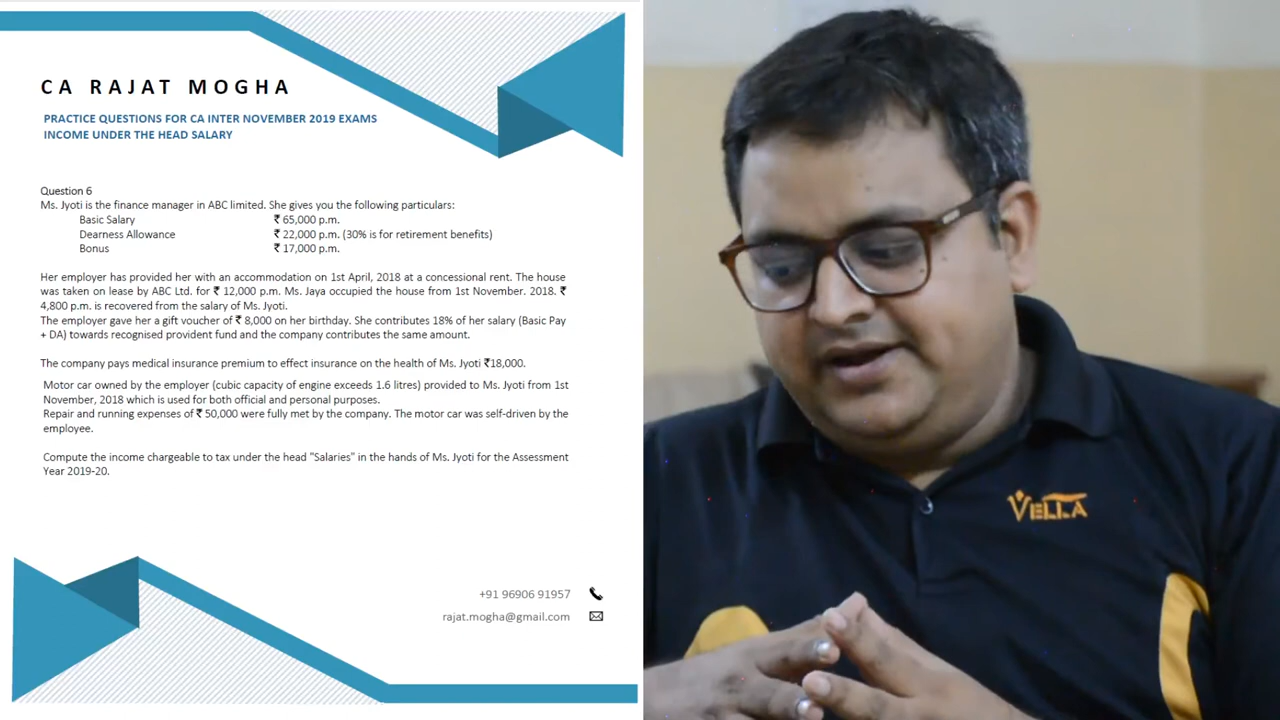 CA RAJAT MOGHA
PRACTICE QUESTIONS FOR CA INTER NOVEMBER 2019 EXAMS
INCOME UNDER THE HEAD SALARY
Question 6
Ms. Jyoti is the finance manager in ABC limited. She gives you the following particulars:
Basic Salary ₹ 65,000 p.m.
Dearness Allowance ₹ 22,000 p.m. (30% is for retirement benefits)
Bonus ₹ 17,000 p.m.
Her employer has provided her with an accommodation on 1st April, 2018 at a concessional rent. The house
was taken on lease by ABC Ltd. for ₹ 12,000 p.m. Ms. Jaya occupied the house from 1st November. 2018. ₹
4,800 p.m. is recovered from the salary of Ms. Jyoti.
The employer gave her a gift voucher of ₹ 8,000 on her birthday. She contributes 18% of her salary (Basic Pay
+ DA) towards recognised provident fund and the company contributes the same amount.
The company pays medical insurance premium to effect insurance on the health of Ms. Jyoti ₹18,000.
Motor car owned by the employer (cubic capacity of engine exceeds 1.6 litres) provided to Ms. Jyoti from 1st
November, 2018 which is used for both official and personal purposes.
Repair and running expenses of ₹ 50,000 were fully met by the company. The motor car was self-driven by the
employee.
Compute the income chargeable to tax under the head "Salaries" in the hands of Ms. Jyoti for the Assessment
Year 2019-20.
+91 96906 91957
rajat.mogha@gmail.com
VELLA